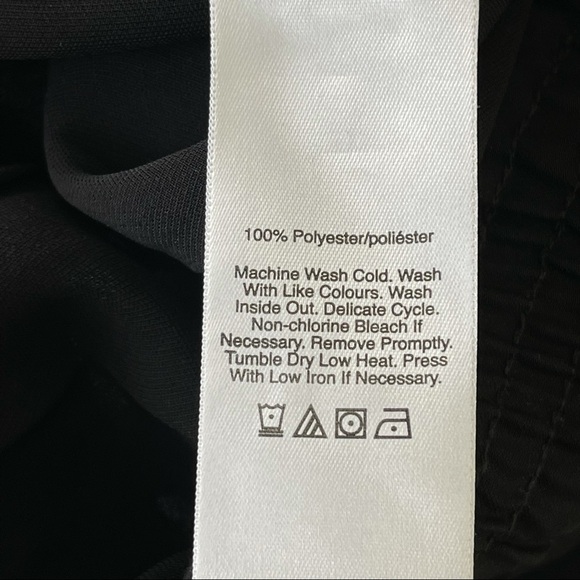 100% Polyester/poliéster
Machine Wash Cold. Wash
With Like Colours. Wash
Inside Out. Delicate Cycle.
Non-chlorine Bleach If
Necessary. Remove Promptly.
Tumble Dry Low Heat. Press
With Low Iron If Necessary.